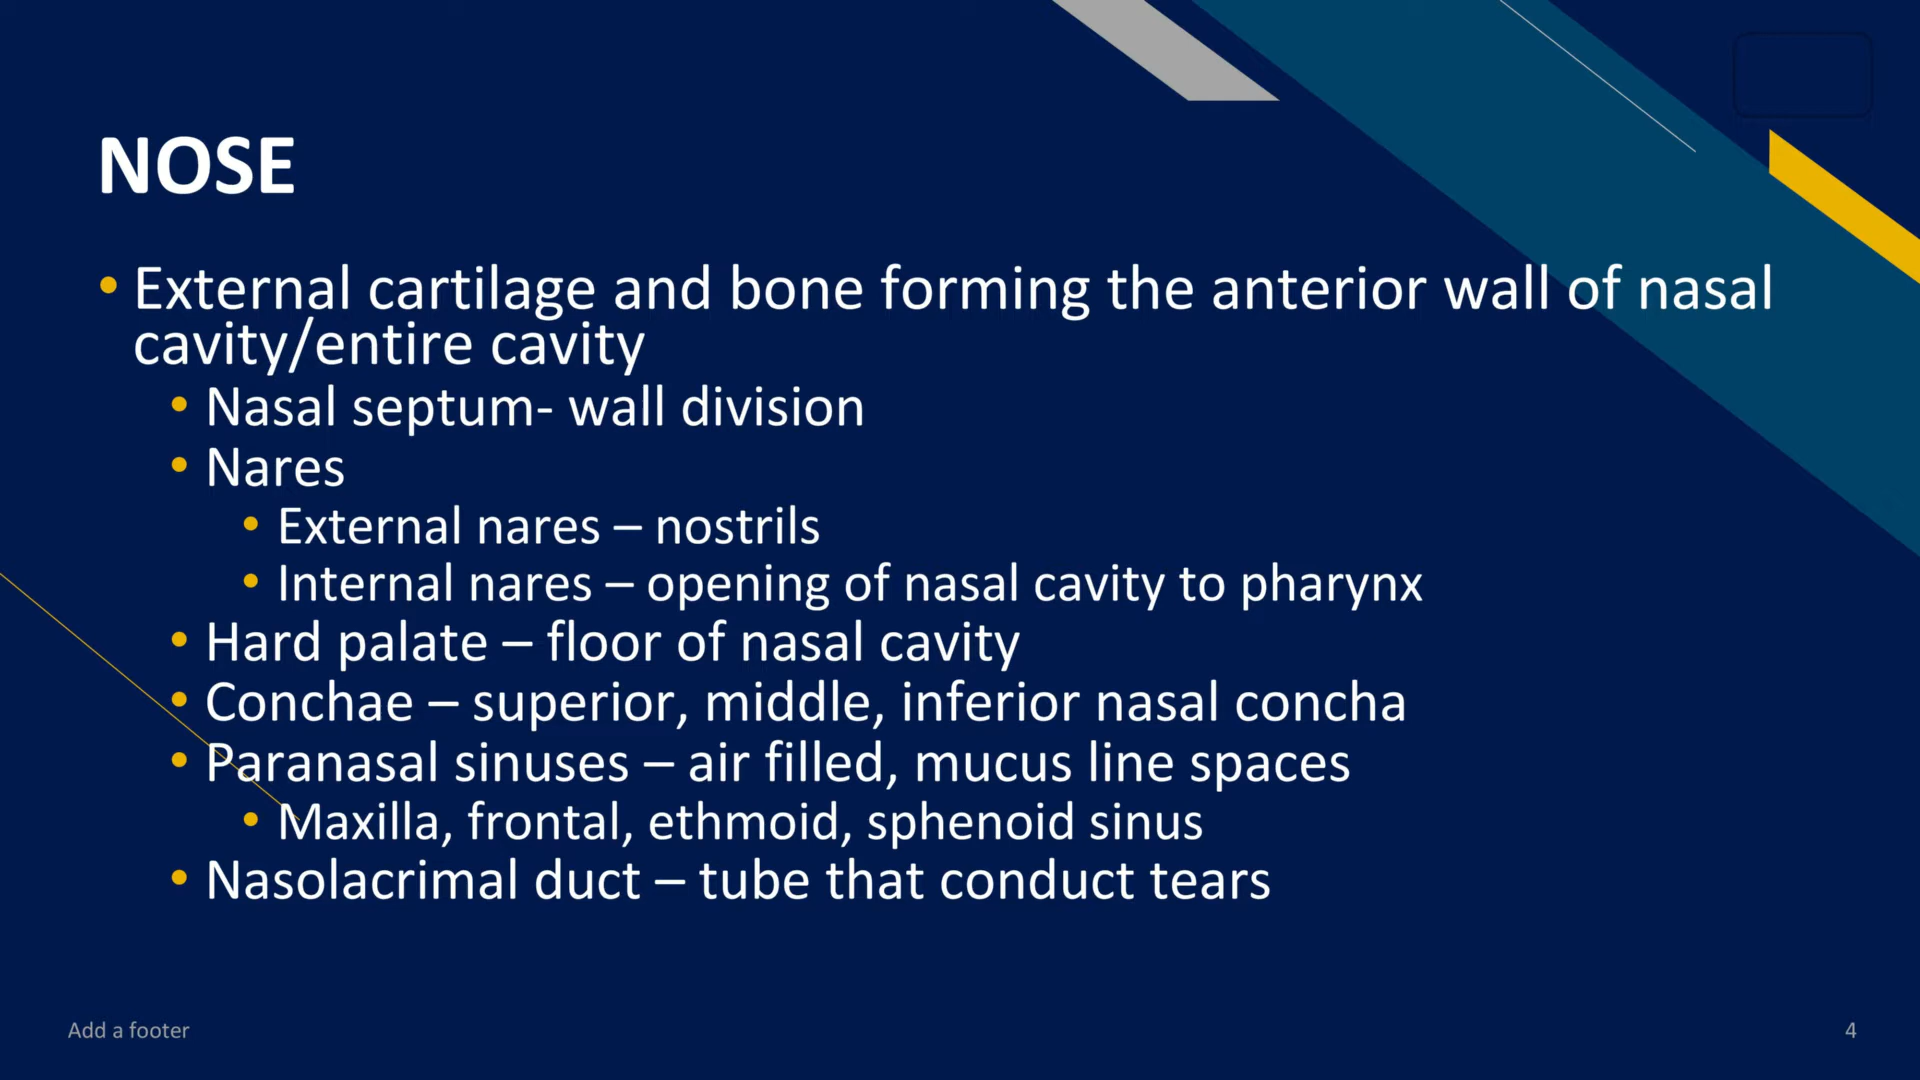 NOSE
• External cartilage and bone forming the anterior wall of nasal
cavity/entire cavity
• Nasal septum- wall division
• Nares
• External nares – nostrils
• Internal nares – opening of nasal cavity to pharynx
• Hard palate – floor of nasal cavity
• Conchae – superior, middle, inferior nasal concha
• Paranasal sinuses – air filled, mucus line spaces
• Maxilla, frontal, ethmoid, sphenoid sinus
• Nasolacrimal duct – tube that conduct tears
Add a footer
4